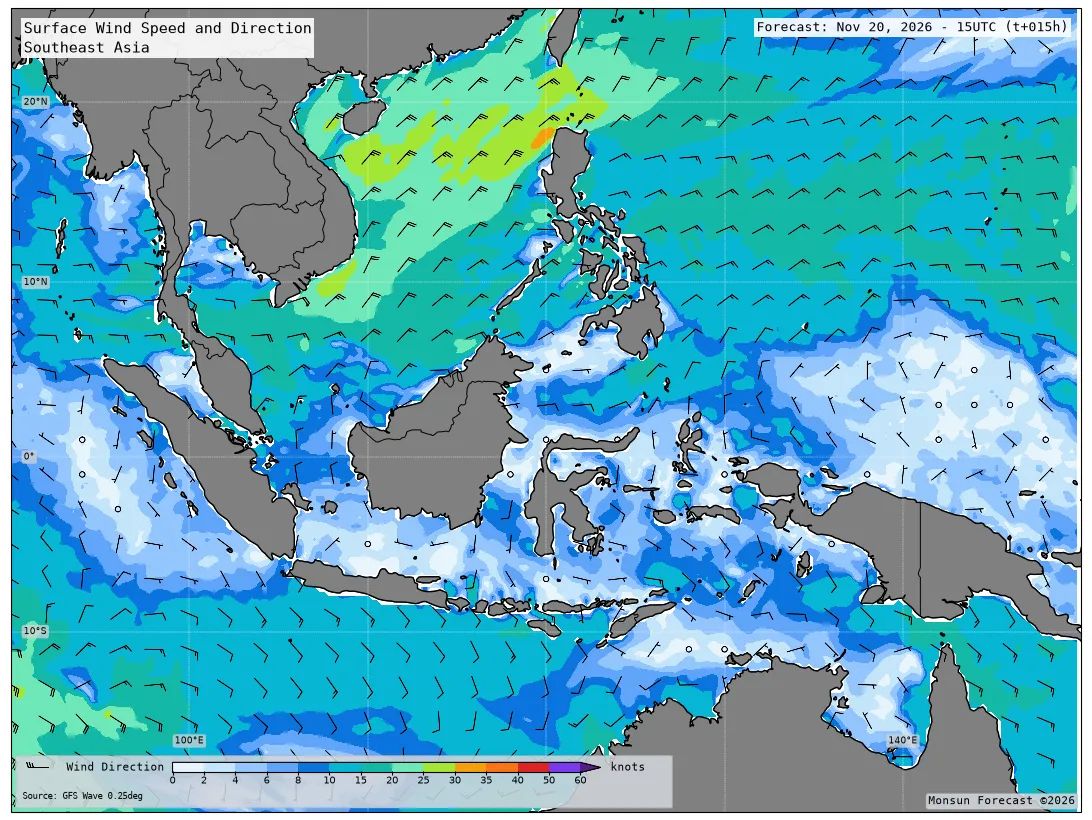 Surface Wind Speed and Direction
Southeast Asia
Forecast: Nov 20, 2026 - 15UTC (t+015h)
20°N
10°N
0°
10°S
100°E
140°E
Wind Direction
0 2 4 6 8 10 15 20 25 30 35 40 50 60
knots
Source: GFS Wave 0.25deg
Monsun Forecast ©2026